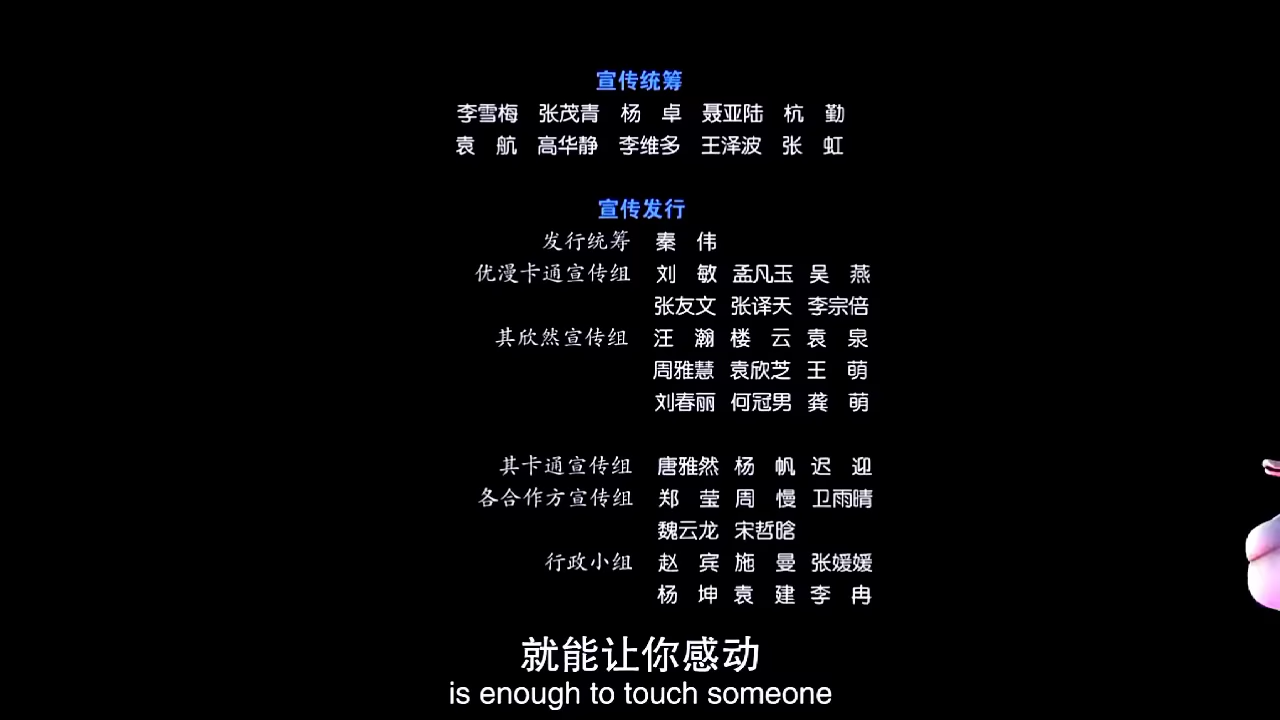 宣传统筹
李雪梅 张茂青 杨 卓 聂亚陆 杭 勤
袁 航 高华静 李维多 王泽波 张 虹
宣传发行
发行统筹 秦 伟
优漫卡通宣传组 刘 敏 孟凡玉 吴 燕
张友文 张译天 李宗倍
其欣然宣传组 汪 瀚 楼 云 袁 泉
周雅慧 袁欣芝 王 萌
刘春丽 何冠男 龚 萌
其卡通宣传组 唐雅然 杨 帆 迟 迎
各合作方宣传组 郑 莹 周 慢 卫雨晴
魏云龙 宋哲晗
行政小组 赵 宾 施 曼 张媛媛
杨 坤 袁 建 李 冉
就能让你感动
is enough to touch someone